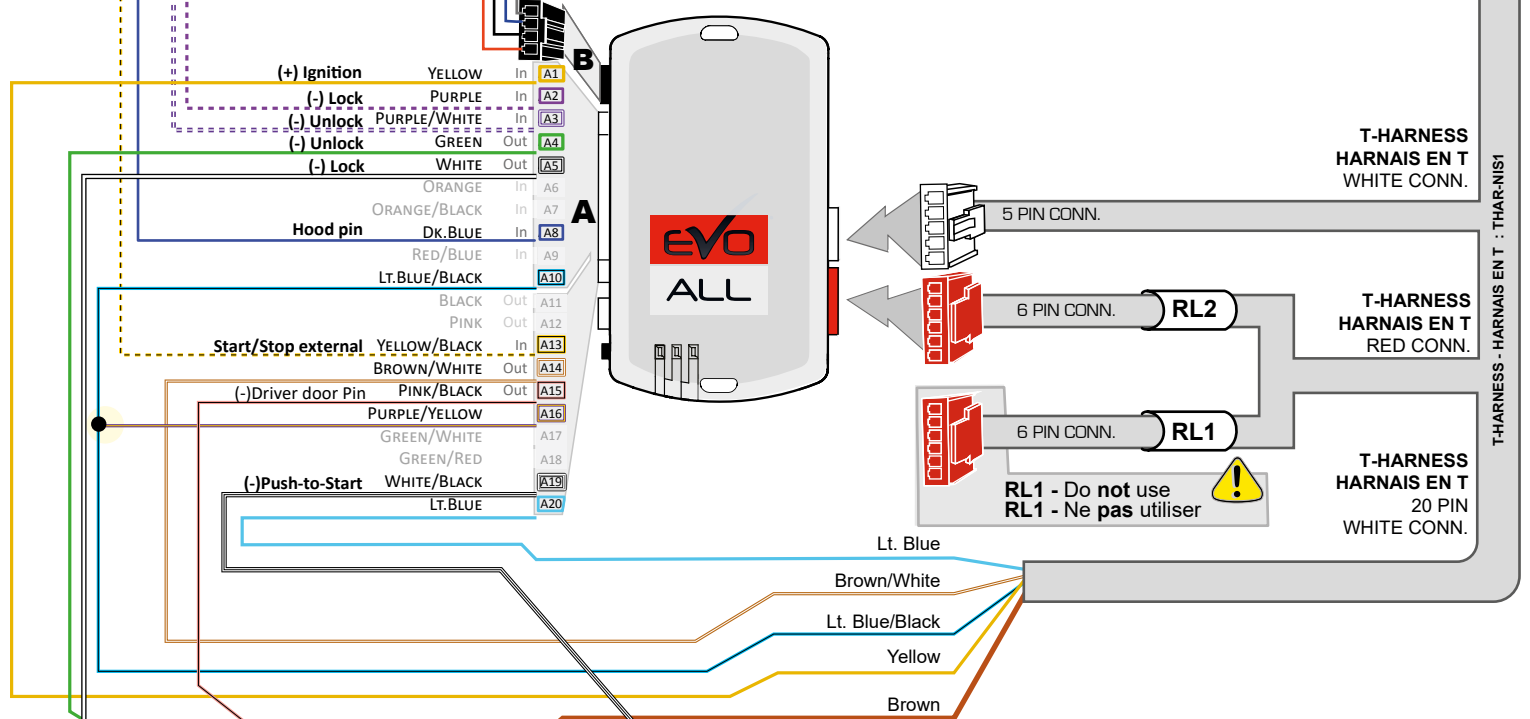 B
(+) Ignition YELLOW In A1
(-) Lock PURPLE In A2
(-) Unlock PURPLE/WHITE In A3
(-) Unlock GREEN Out A4
(-) Lock WHITE Out A5
ORANGE In A6
ORANGE/BLACK In A7
A
Hood pin DK.BLUE In A8
RED/BLUE In A9
LT.BLUE/BLACK A10
BLACK Out A11
PINK Out A12
Start/Stop external YELLOW/BLACK In A13
BROWN/WHITE Out A14
(-)Driver door Pin PINK/BLACK Out A15
PURPLE/YELLOW A16
GREEN/WHITE A17
GREEN/RED A18
(-)Push-to-Start WHITE/BLACK A19
LT.BLUE A20
EVO
ALL
T-HARNESS
HARNAIS EN T
WHITE CONN.
5 PIN CONN.
6 PIN CONN.
RL2
T-HARNESS
HARNAIS EN T
RED CONN.
6 PIN CONN.
RL1
RL1 - Do not use
RL1 - Ne pas utiliser
T-HARNESS
HARNAIS EN T
20 PIN
WHITE CONN.
T-HARNESS - HARNAIS EN T : THAR-NIS1
Lt. Blue
Brown/White
Lt. Blue/Black
Yellow
Brown